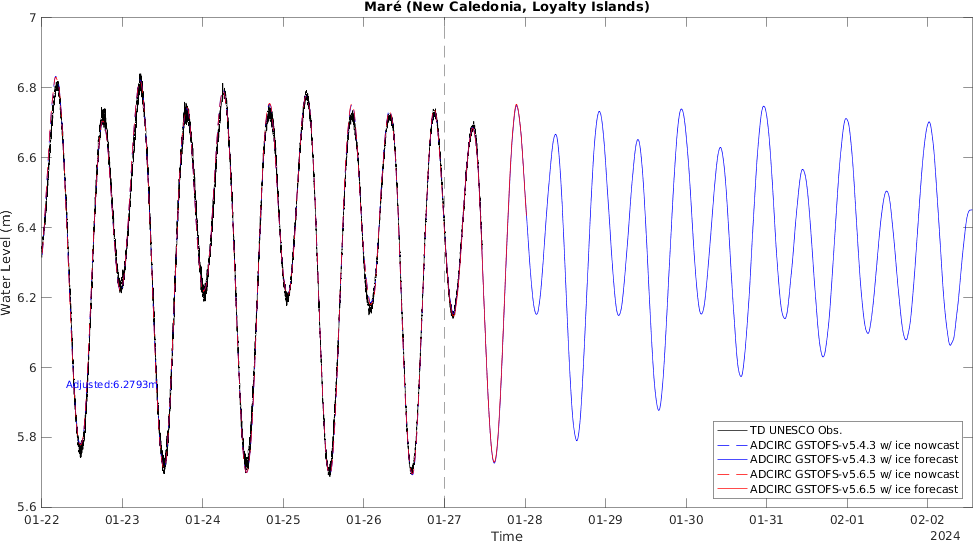 Maré (New Caledonia, Loyalty Islands)
7
6.8
6.6
6.4
6.2
6
5.8
5.6
Water Level (m)
Adjusted:6.2793m
TD UNESCO Obs.
ADCIRC GSTOFS-v5.4.3 w/ ice nowcast
ADCIRC GSTOFS-v5.4.3 w/ ice forecast
ADCIRC GSTOFS-v5.6.5 w/ ice nowcast
ADCIRC GSTOFS-v5.6.5 w/ ice forecast
01-22 01-23 01-24 01-25 01-26 01-27 01-28 01-29 01-30 01-31 02-01 02-02
Time
2024